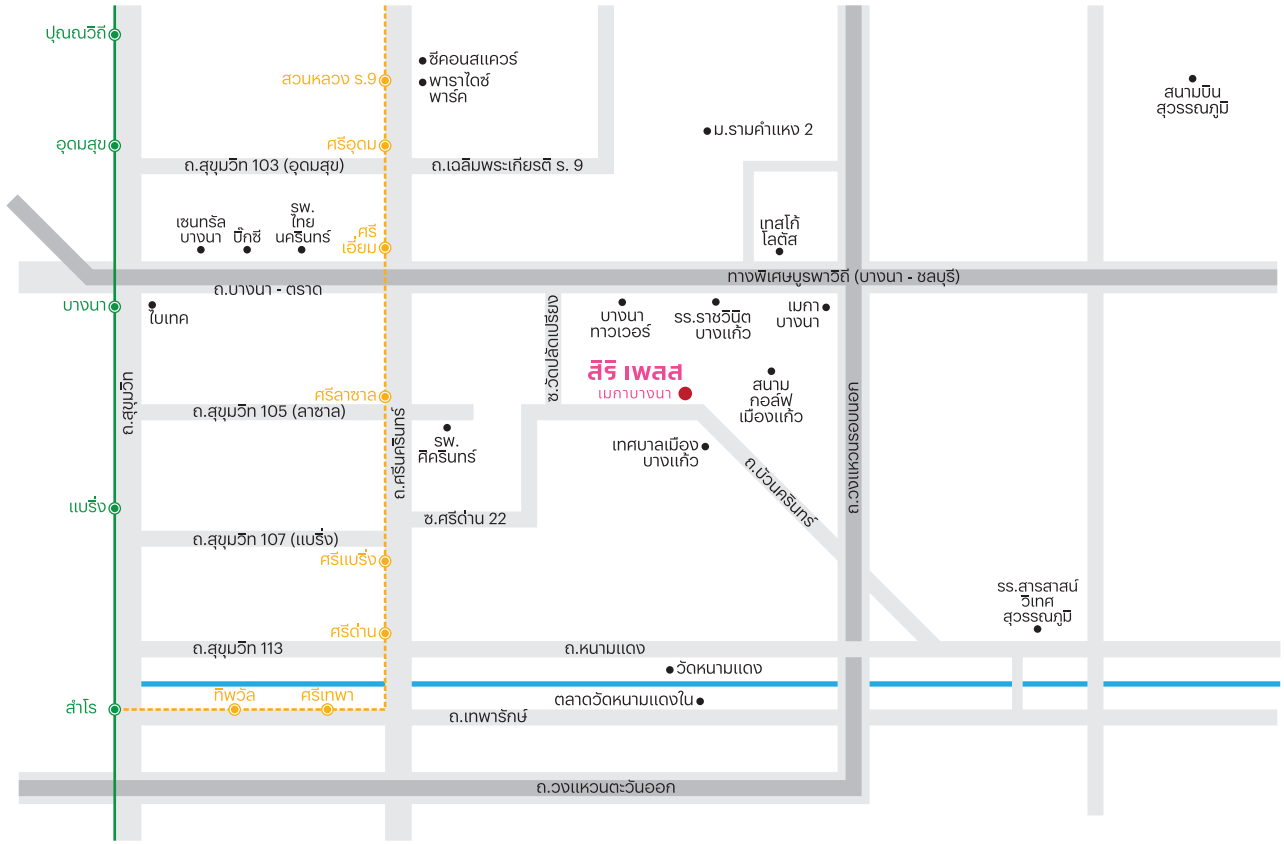 ปุณณวิถี
สวนหลวง ร.9
ซีคอนสแควร์
พาราไดซ์
พาร์ค
สนามบิน
สุวรรณภูมิ
อุดมสุข
ศรีอุดม
ม.รามคำแหง 2
ถ.สุขุมวิท 103 (อุดมสุข)
ถ.เฉลิมพระเกียรติ ร. 9
เซนทรัล
บางนา
บิ๊กซี
รพ.
ไทย
นครินทร์
ศรี
เอี่ยม
เทสโก้
โลตัส
ทางพิเศษบูรพาวิถี (บางนา - ชลบุรี)
ถ.บางนา - ตราด
บางนา
ไบเทค
ซ.วัดปลัดเปรียง
บางนา
ทาวเวอร์
รร.ราชวินิต
บางแก้ว
เมกา
บางนา
สิริ เพลส
เมกาบางนา
สนาม
กอล์ฟ
เมืองแก้ว
ถ.สุขุมวิท
ศรีลาซาล
ถ.สุขุมวิท 105 (ลาซาล)
ถ.ศรีนครินทร์
รพ.
ศิครินทร์
เทศบาลเมือง
บางแก้ว
ถ.บัวนครินทร์
ถ.วงแหวนตะวันออก
แบริ่ง
ซ.ศรีด่าน 22
ถ.สุขุมวิท 107 (แบริ่ง)
ศรีแบริ่ง
รร.สารสาสน์
วิเทศ
สุวรรณภูมิ
ศรีด่าน
ถ.สุขุมวิท 113
ถ.หนามแดง
วัดหนามแดง
ทิพวัล
ศรีเทพา
ตลาดวัดหนามแดงใน
สำโร
ถ.เทพารักษ์
ถ.วงแหวนตะวันออก